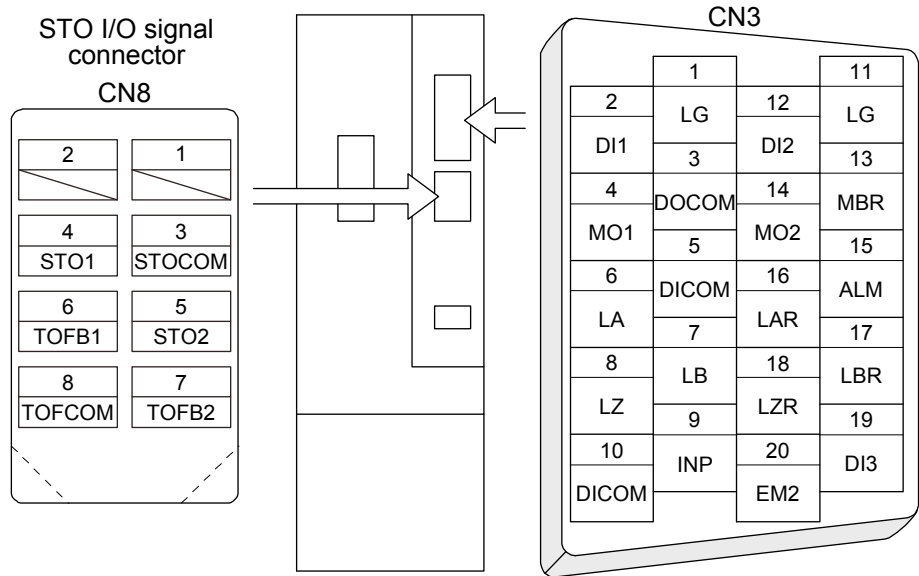 STO I/O signal
connector
CN8
2 1
4 3
STO1 STOCOM
6 5
TOFB1 STO2
8 7
TOFCOM TOFB2
CN3
1 11
2 LG 12 LG
DI1 3 DI2 13
4 DOCOM 14 MBR
MO1 5 MO2 15
6 DICOM 16 ALM
LA 7 LAR 17
8 LB 18 LBR
LZ 9 LZR 19
10 INP 20 DI3
DICOM EM2